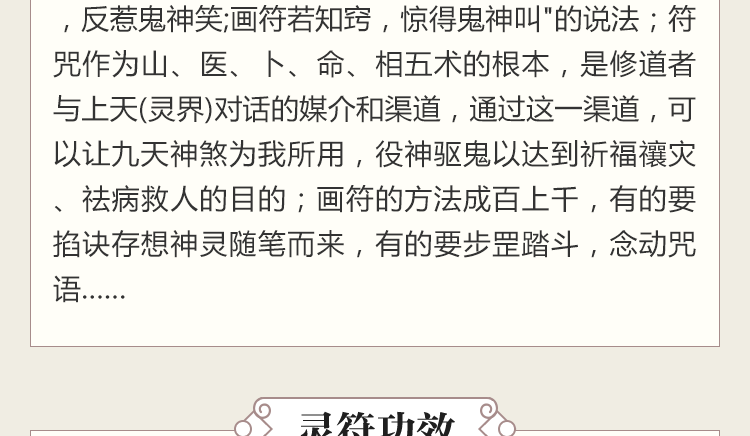 ，反惹鬼神笑;画符若知窍，惊得鬼神叫"的说法；符
咒作为山、医、卜、命、相五术的根本，是修道者
与上天(灵界)对话的媒介和渠道，通过这一渠道，可
以让九天神煞为我所用，役神驱鬼以达到祈福禳灾
、祛病救人的目的；画符的方法成百上千，有的要
掐诀存想神灵随笔而来，有的要步罡踏斗，念动咒
语......
灵符功效